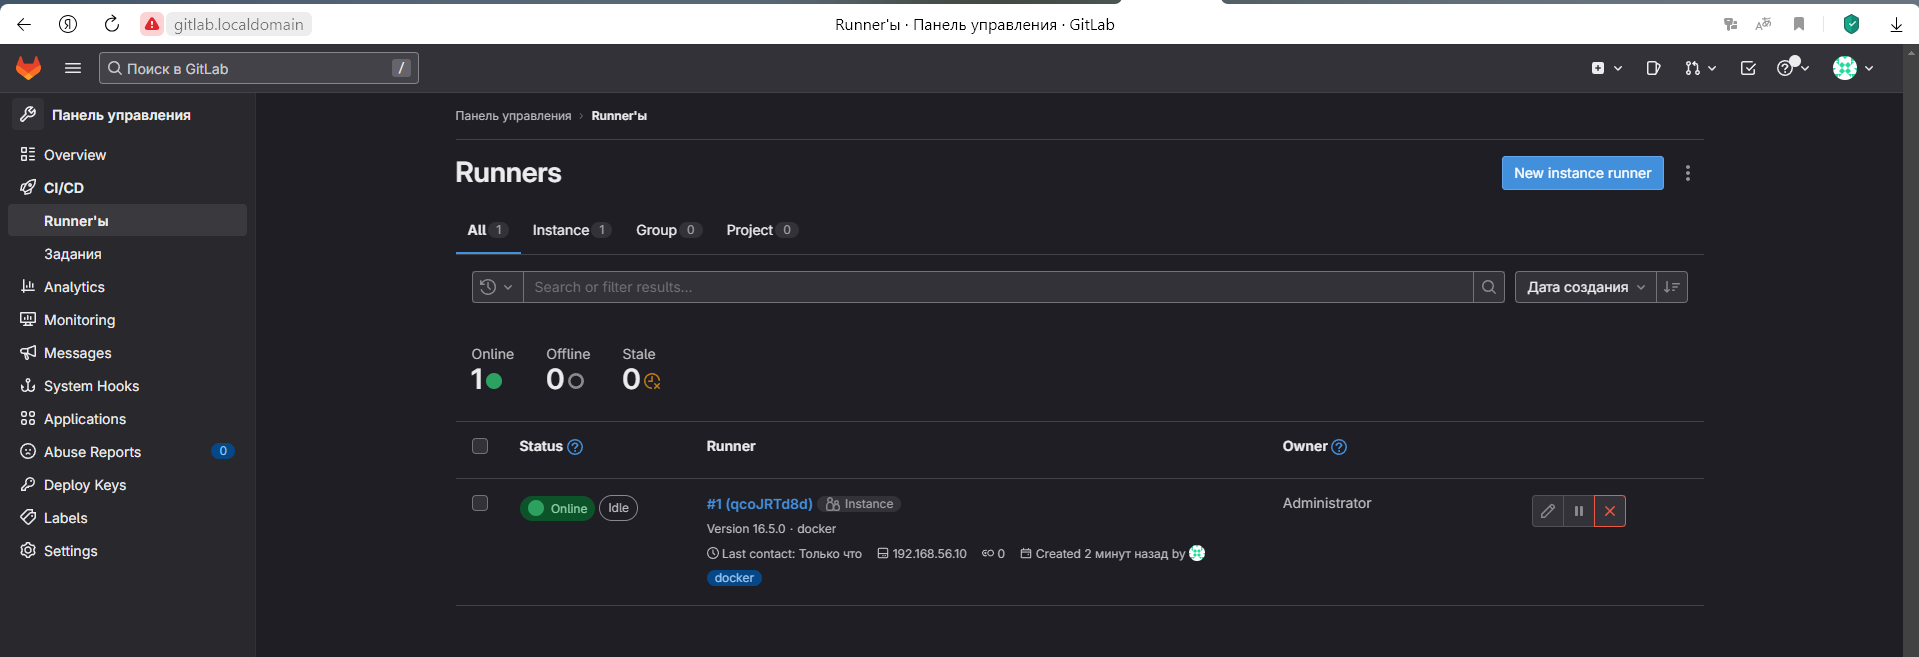 gitlab.localdomain
Runner'ы · Панель управления · GitLab
Поиск в GitLab /
Панель управления
Overview
CI/CD
Runner'ы
Задания
Analytics
Monitoring
Messages
System Hooks
Applications
Abuse Reports 0
Deploy Keys
Labels
Settings
Панель управления › Runner'ы
Runners
New instance runner
All 1 Instance 1 Group 0 Project 0
Search or filter results...
Дата создания
Online Offline Stale
1 0 0
Status ? Runner Owner ?
Online Idle #1 (qcoJRTd8d) Instance Administrator
Version 16.5.0 · docker
Last contact: Только что 192.168.56.10 0 Created 2 минут назад by
docker